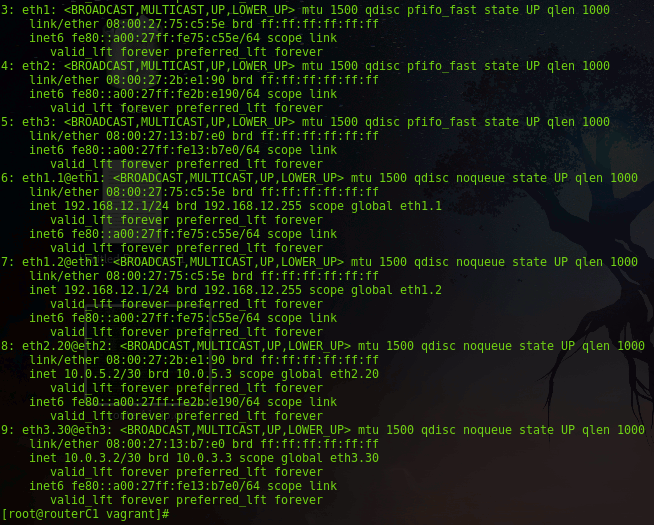 3: eth1: <BROADCAST,MULTICAST,UP,LOWER_UP> mtu 1500 qdisc pfifo_fast state UP qlen 1000
link/ether 08:00:27:75:c5:5e brd ff:ff:ff:ff:ff:ff
inet6 fe80::a00:27ff:fe75:c55e/64 scope link
valid_lft forever preferred_lft forever
4: eth2: <BROADCAST,MULTICAST,UP,LOWER_UP> mtu 1500 qdisc pfifo_fast state UP qlen 1000
link/ether 08:00:27:2b:e1:90 brd ff:ff:ff:ff:ff:ff
inet6 fe80::a00:27ff:fe2b:e190/64 scope link
valid_lft forever preferred_lft forever
5: eth3: <BROADCAST,MULTICAST,UP,LOWER_UP> mtu 1500 qdisc pfifo_fast state UP qlen 1000
link/ether 08:00:27:13:b7:e0 brd ff:ff:ff:ff:ff:ff
inet6 fe80::a00:27ff:fe13:b7e0/64 scope link
valid_lft forever preferred_lft forever
6: eth1.1@eth1: <BROADCAST,MULTICAST,UP,LOWER_UP> mtu 1500 qdisc noqueue state UP qlen 1000
link/ether 08:00:27:75:c5:5e brd ff:ff:ff:ff:ff:ff
inet 192.168.12.1/24 brd 192.168.12.255 scope global eth1.1
valid_lft forever preferred_lft forever
inet6 fe80::a00:27ff:fe75:c55e/64 scope link
valid_lft forever preferred_lft forever
7: eth1.2@eth1: <BROADCAST,MULTICAST,UP,LOWER_UP> mtu 1500 qdisc noqueue state UP qlen 1000
link/ether 08:00:27:75:c5:5e brd ff:ff:ff:ff:ff:ff
inet 192.168.12.1/24 brd 192.168.12.255 scope global eth1.2
valid_lft forever preferred_lft forever
inet6 fe80::a00:27ff:fe75:c55e/64 scope link
valid_lft forever preferred_lft forever
8: eth2.20@eth2: <BROADCAST,MULTICAST,UP,LOWER_UP> mtu 1500 qdisc noqueue state UP qlen 1000
link/ether 08:00:27:2b:e1:90 brd ff:ff:ff:ff:ff:ff
inet 10.0.5.2/30 brd 10.0.5.3 scope global eth2.20
valid_lft forever preferred_lft forever
inet6 fe80::a00:27ff:fe2b:e190/64 scope link
valid_lft forever preferred_lft forever
9: eth3.30@eth3: <BROADCAST,MULTICAST,UP,LOWER_UP> mtu 1500 qdisc noqueue state UP qlen 1000
link/ether 08:00:27:13:b7:e0 brd ff:ff:ff:ff:ff:ff
inet 10.0.3.2/30 brd 10.0.3.3 scope global eth3.30
valid_lft forever preferred_lft forever
inet6 fe80::a00:27ff:fe13:b7e0/64 scope link
valid_lft forever preferred_lft forever
[root@routerC1 vagrant]#